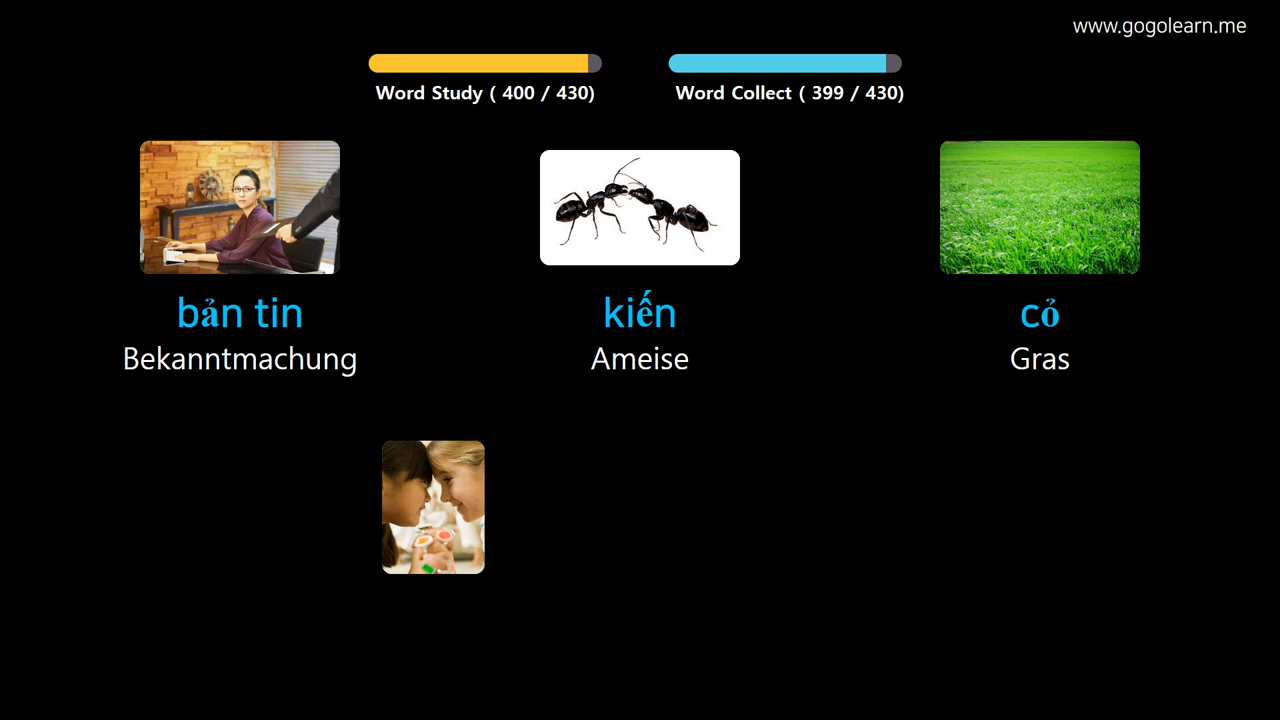 www.gogolearn.me
Word Study ( 400 / 430)
Word Collect ( 399 / 430)
bản tin
kiến
cỏ
Bekanntmachung
Ameise
Gras